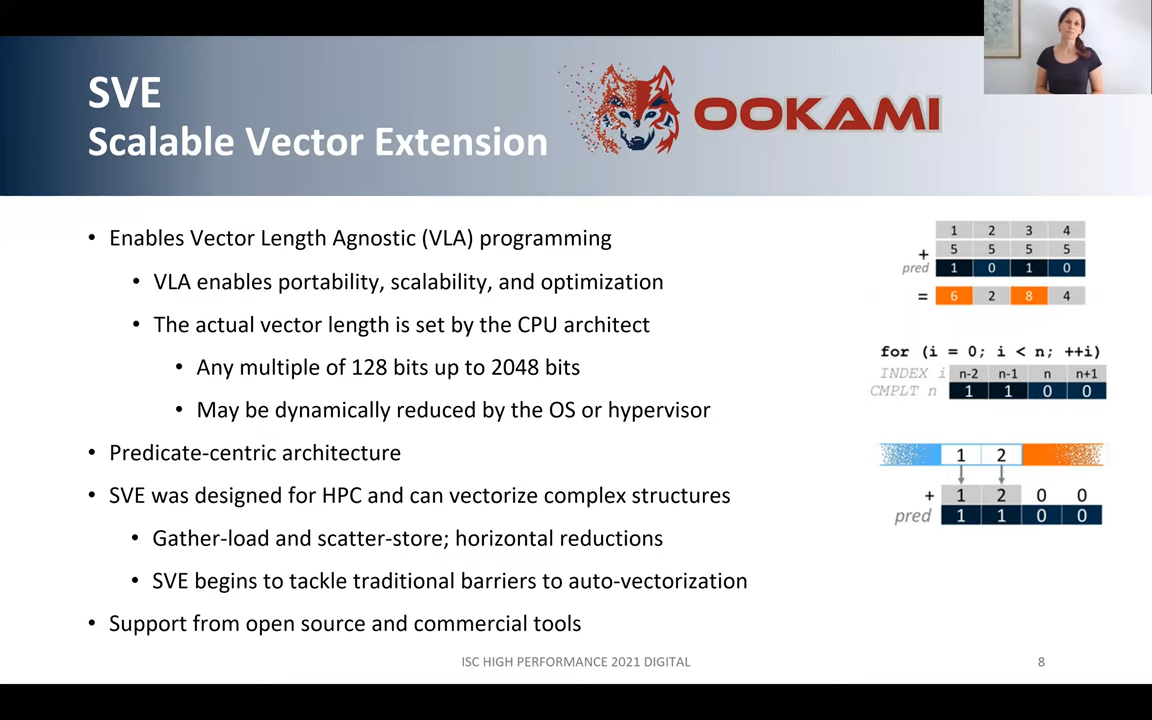 SVE
Scalable Vector Extension
OOKAMI
• Enables Vector Length Agnostic (VLA) programming
• VLA enables portability, scalability, and optimization
• The actual vector length is set by the CPU architect
• Any multiple of 128 bits up to 2048 bits
• May be dynamically reduced by the OS or hypervisor
• Predicate-centric architecture
• SVE was designed for HPC and can vectorize complex structures
• Gather-load and scatter-store; horizontal reductions
• SVE begins to tackle traditional barriers to auto-vectorization
• Support from open source and commercial tools
1 2 3 4
+ 5 5 5 5
pred 1 0 1 0
= 6 2 8 4
for (i = 0; i < n; ++i)
INDEX i n-2 n-1 n n+1
CMPLT n 1 1 0 0
1 2
+ 1 2 0 0
pred 1 1 0 0
ISC HIGH PERFORMANCE 2021 DIGITAL
8